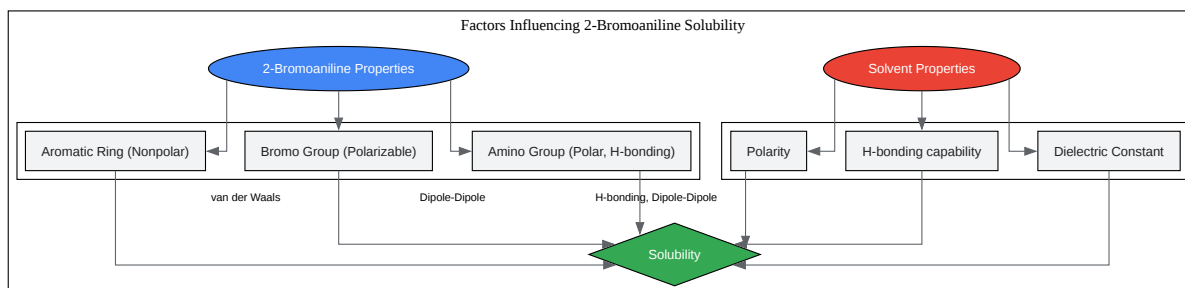 Factors Influencing 2-Bromoaniline Solubility
2-Bromoaniline Properties
Solvent Properties
Aromatic Ring (Nonpolar)
Bromo Group (Polarizable)
Amino Group (Polar, H-bonding)
Polarity
H-bonding capability
Dielectric Constant
van der Waals
Dipole-Dipole
H-bonding, Dipole-Dipole
Solubility